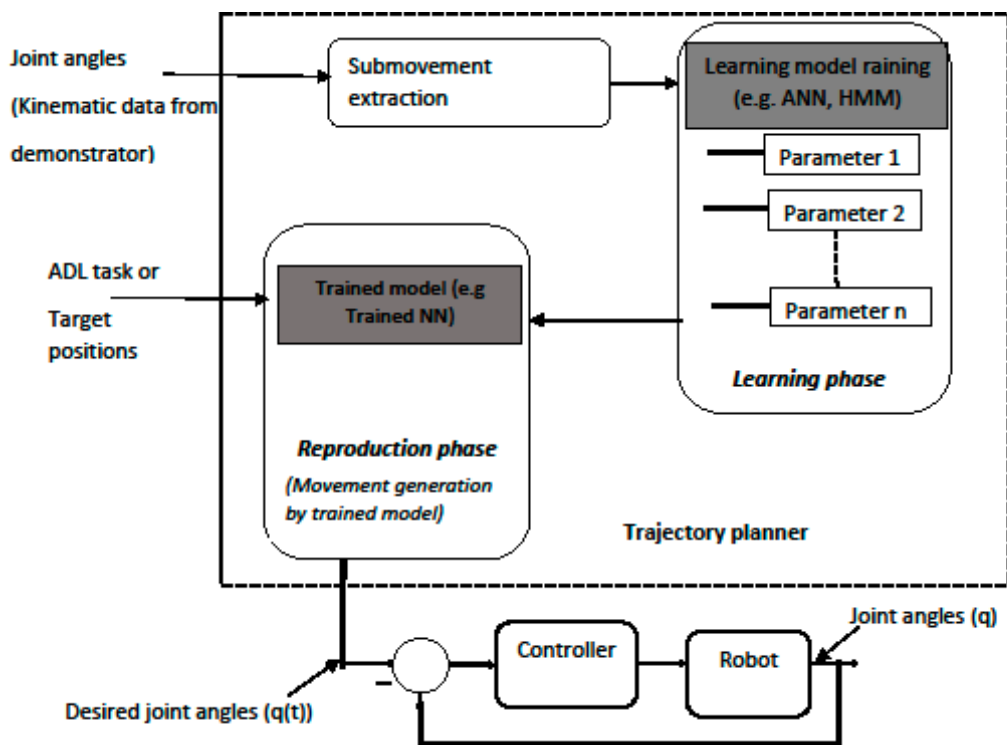 Joint angles
(Kinematic data from
demonstrator)
Submovement
extraction
Learning model raining
(e.g. ANN, HMM)
Parameter 1
Parameter 2
Parameter n
Learning phase
ADL task or
Target
positions
Trained model (e.g
Trained NN)
Reproduction phase
(Movement generation
by trained model)
Trajectory planner
Joint angles (q)
Controller
Robot
Desired joint angles (q(t))